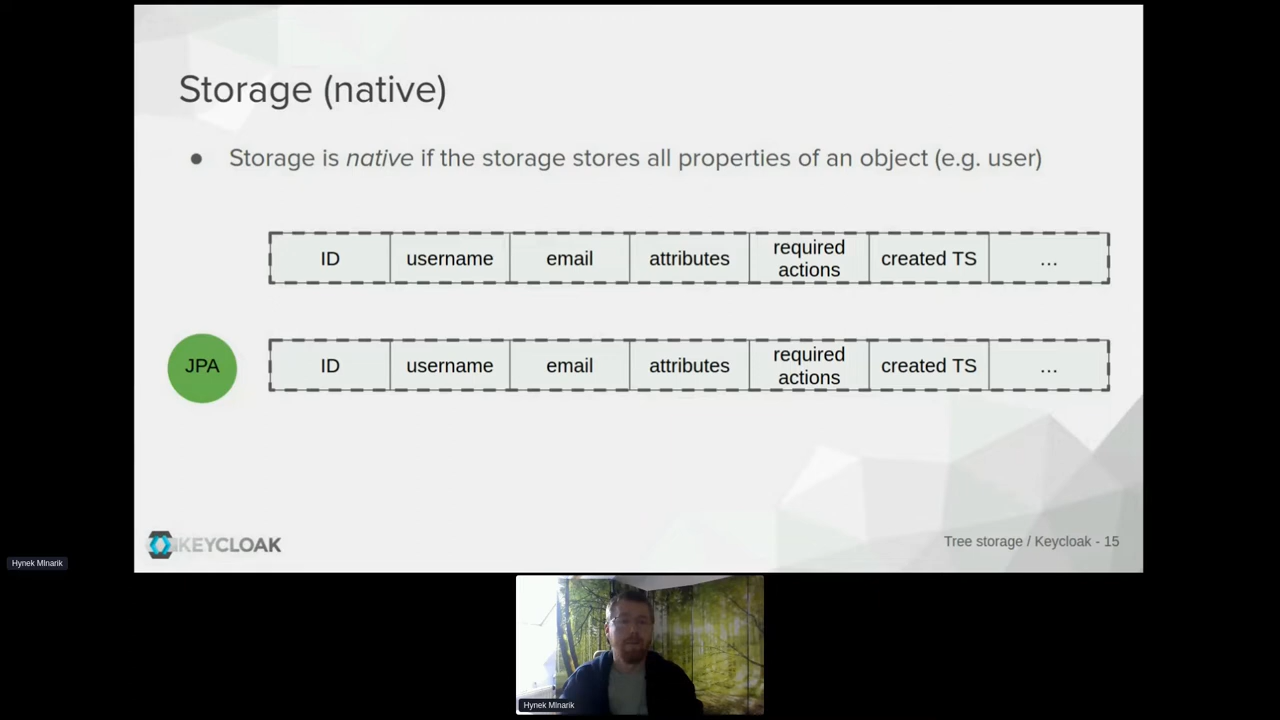 Storage (native)
● Storage is native if the storage stores all properties of an object (e.g. user)
ID username email attributes required actions created TS …
JPA ID username email attributes required actions created TS …
KEYCLOAK
Tree storage / Keycloak - 15
Hynek Mlnarik
Hynek Mlnarik